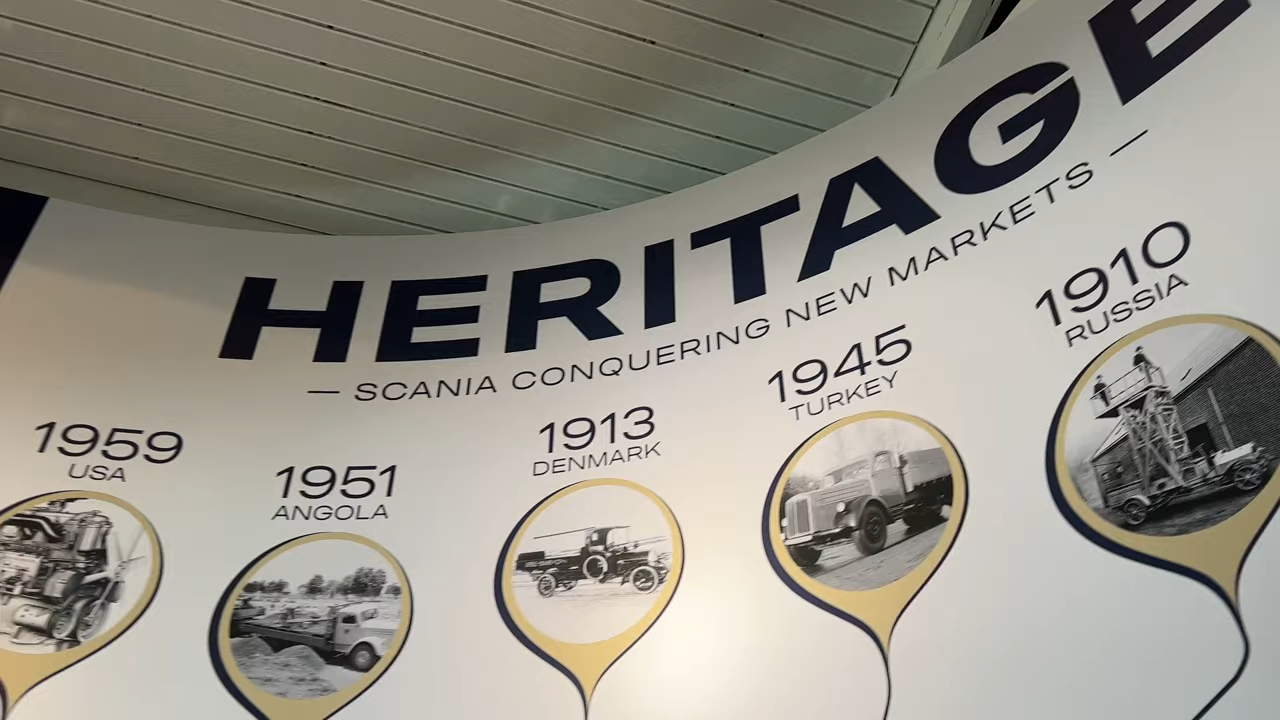 HERITAGE
— SCANIA CONQUERING NEW MARKETS —
1959
USA
1951
ANGOLA
1913
DENMARK
1945
TURKEY
1910
RUSSIA